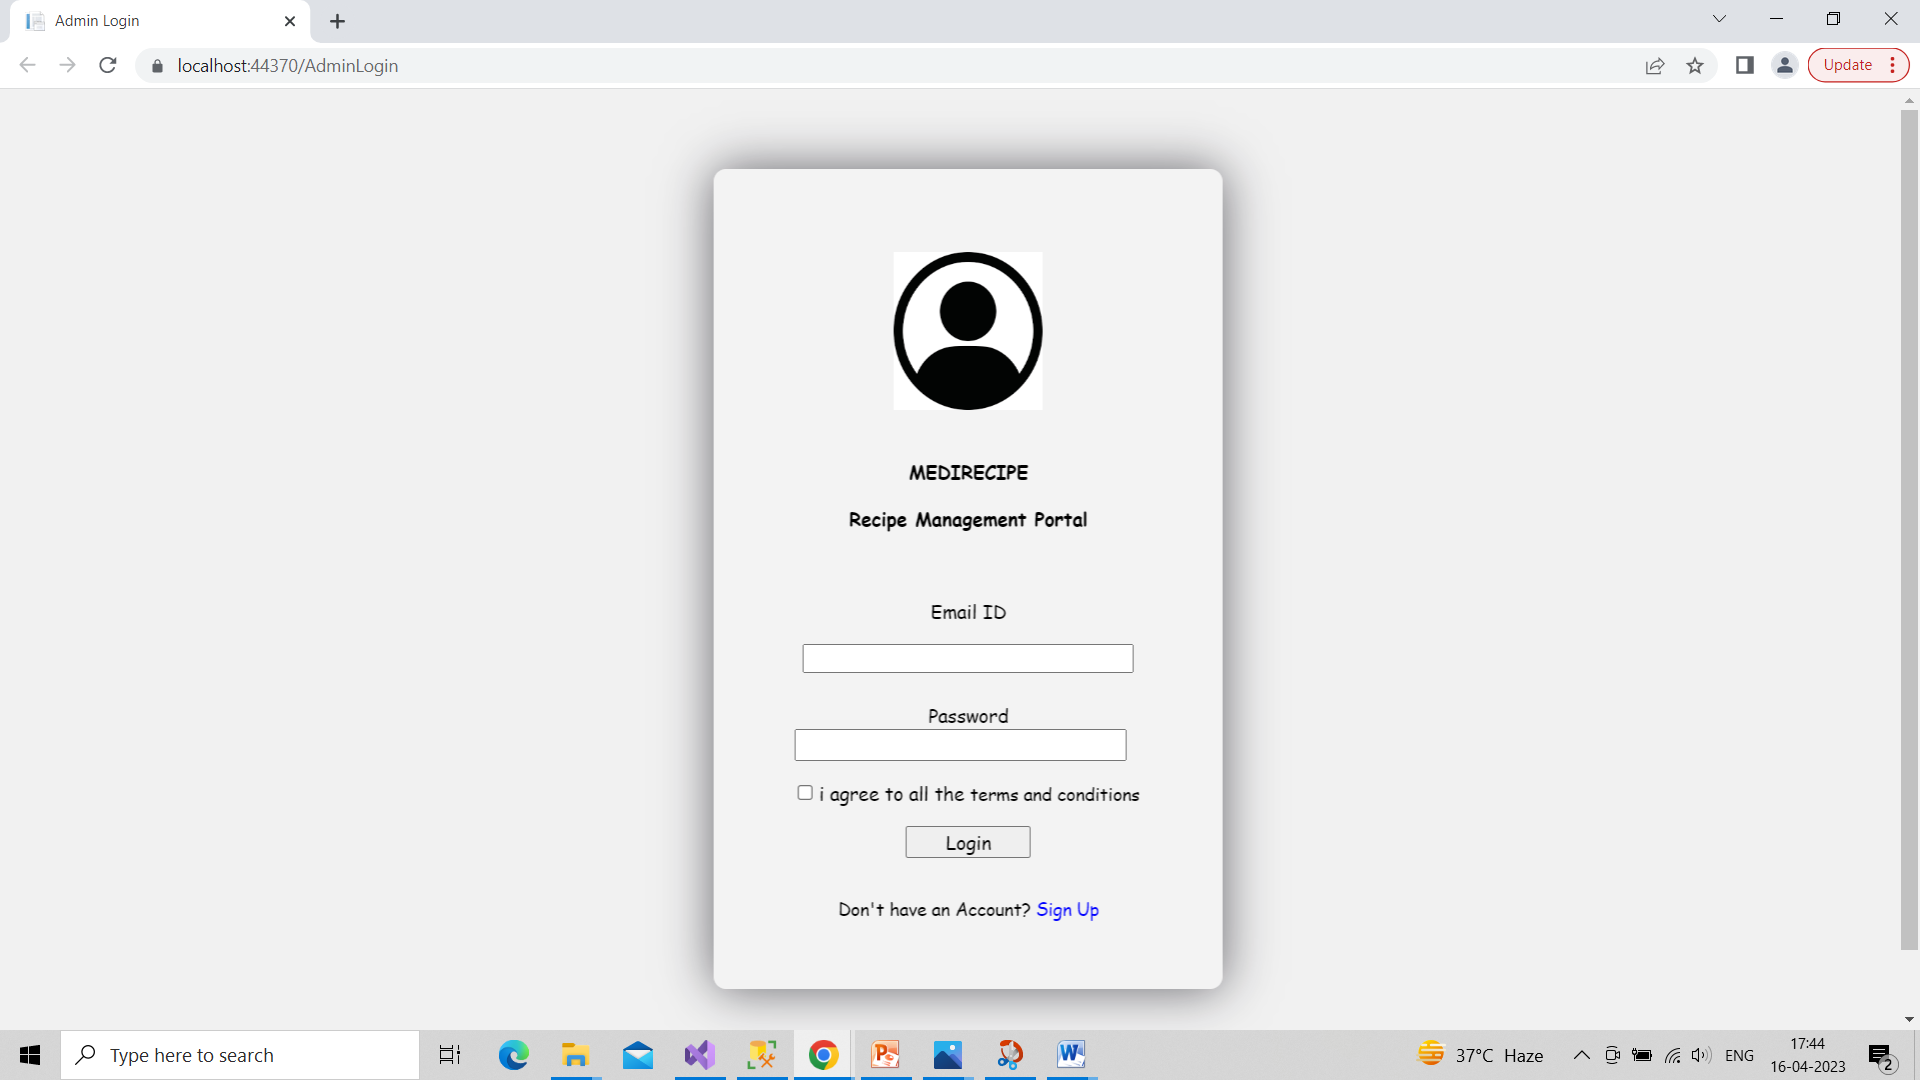 Admin Login
localhost:44370/AdminLogin
Update
MEDIRECIPE
Recipe Management Portal
Email ID
Password
i agree to all the terms and conditions
Login
Don't have an Account? Sign Up
Type here to search
37°C Haze
ENG
17:44
16-04-2023
2